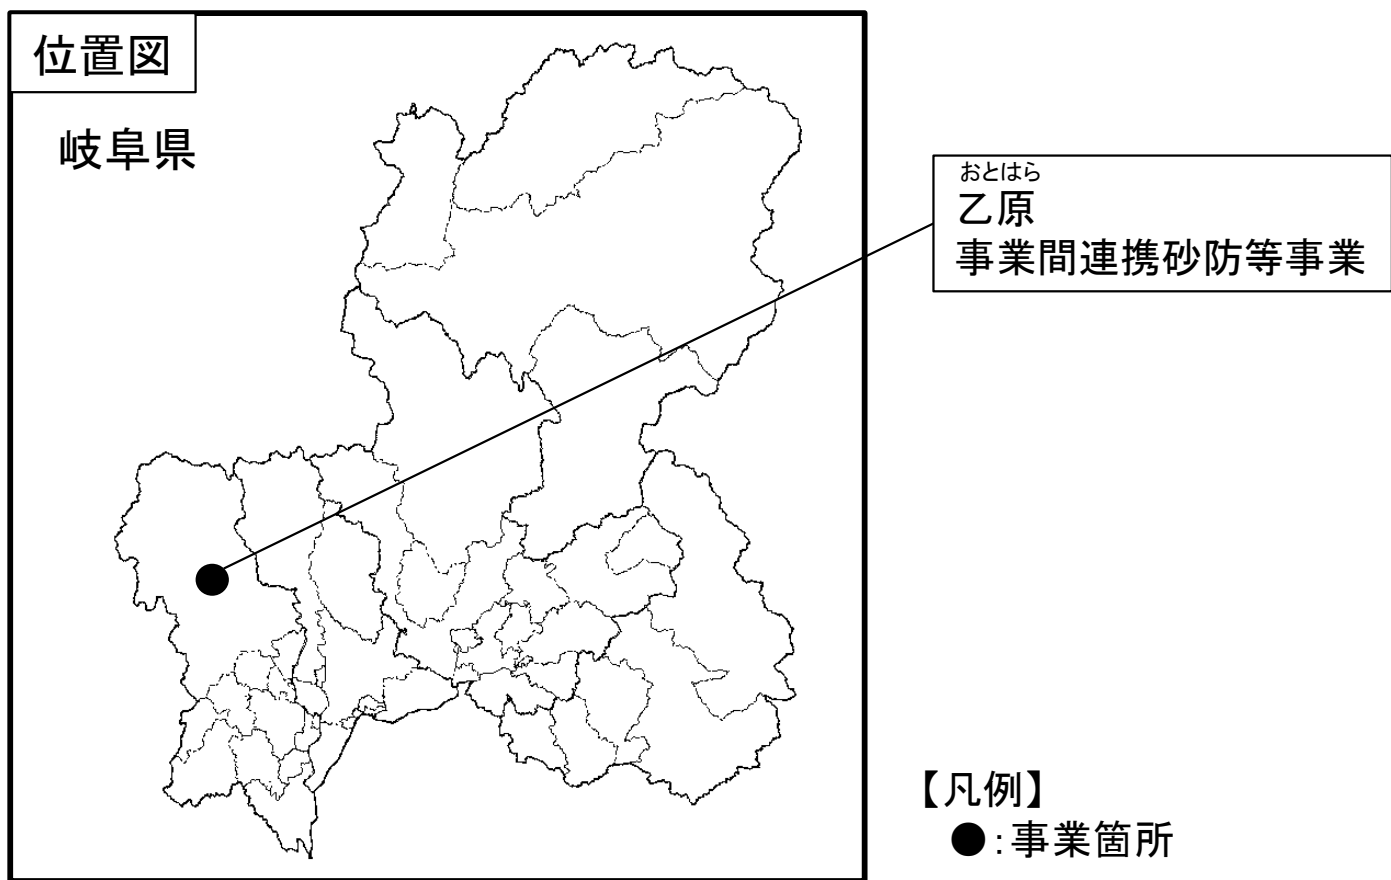 位置図
岐阜県
おとはら
乙原
事業間連携砂防等事業
【凡例】
●:事業箇所